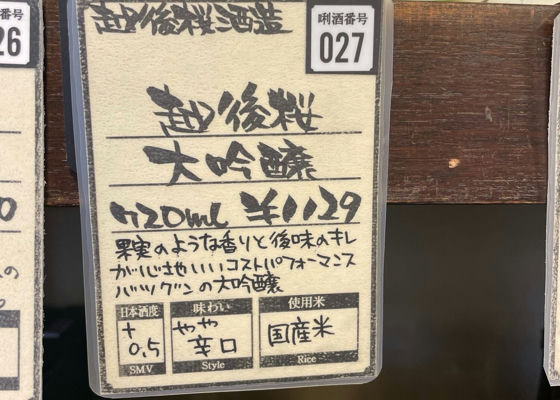 番号
26
越後桜酒造
唎酒番号
027
越後桜
大吟醸
720ml ¥1129
果実のような香りと後味のキレ
が心地いいコストパフォーマンス
バツグンの大吟醸
日本酒度
+0.5
SMV
味わい
やや
辛口
Style
使用米
国産米
Rice